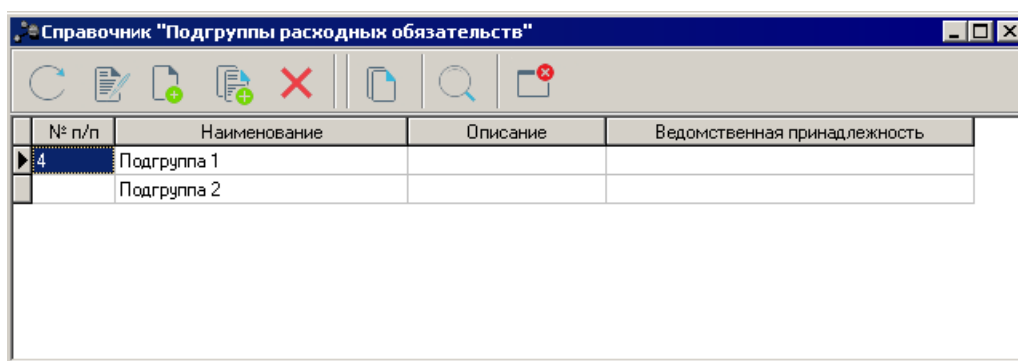 Справочник "Подгруппы расходных обязательств"
№ п/п Наименование Описание Ведомственная принадлежность
4 Подгруппа 1
Подгруппа 2